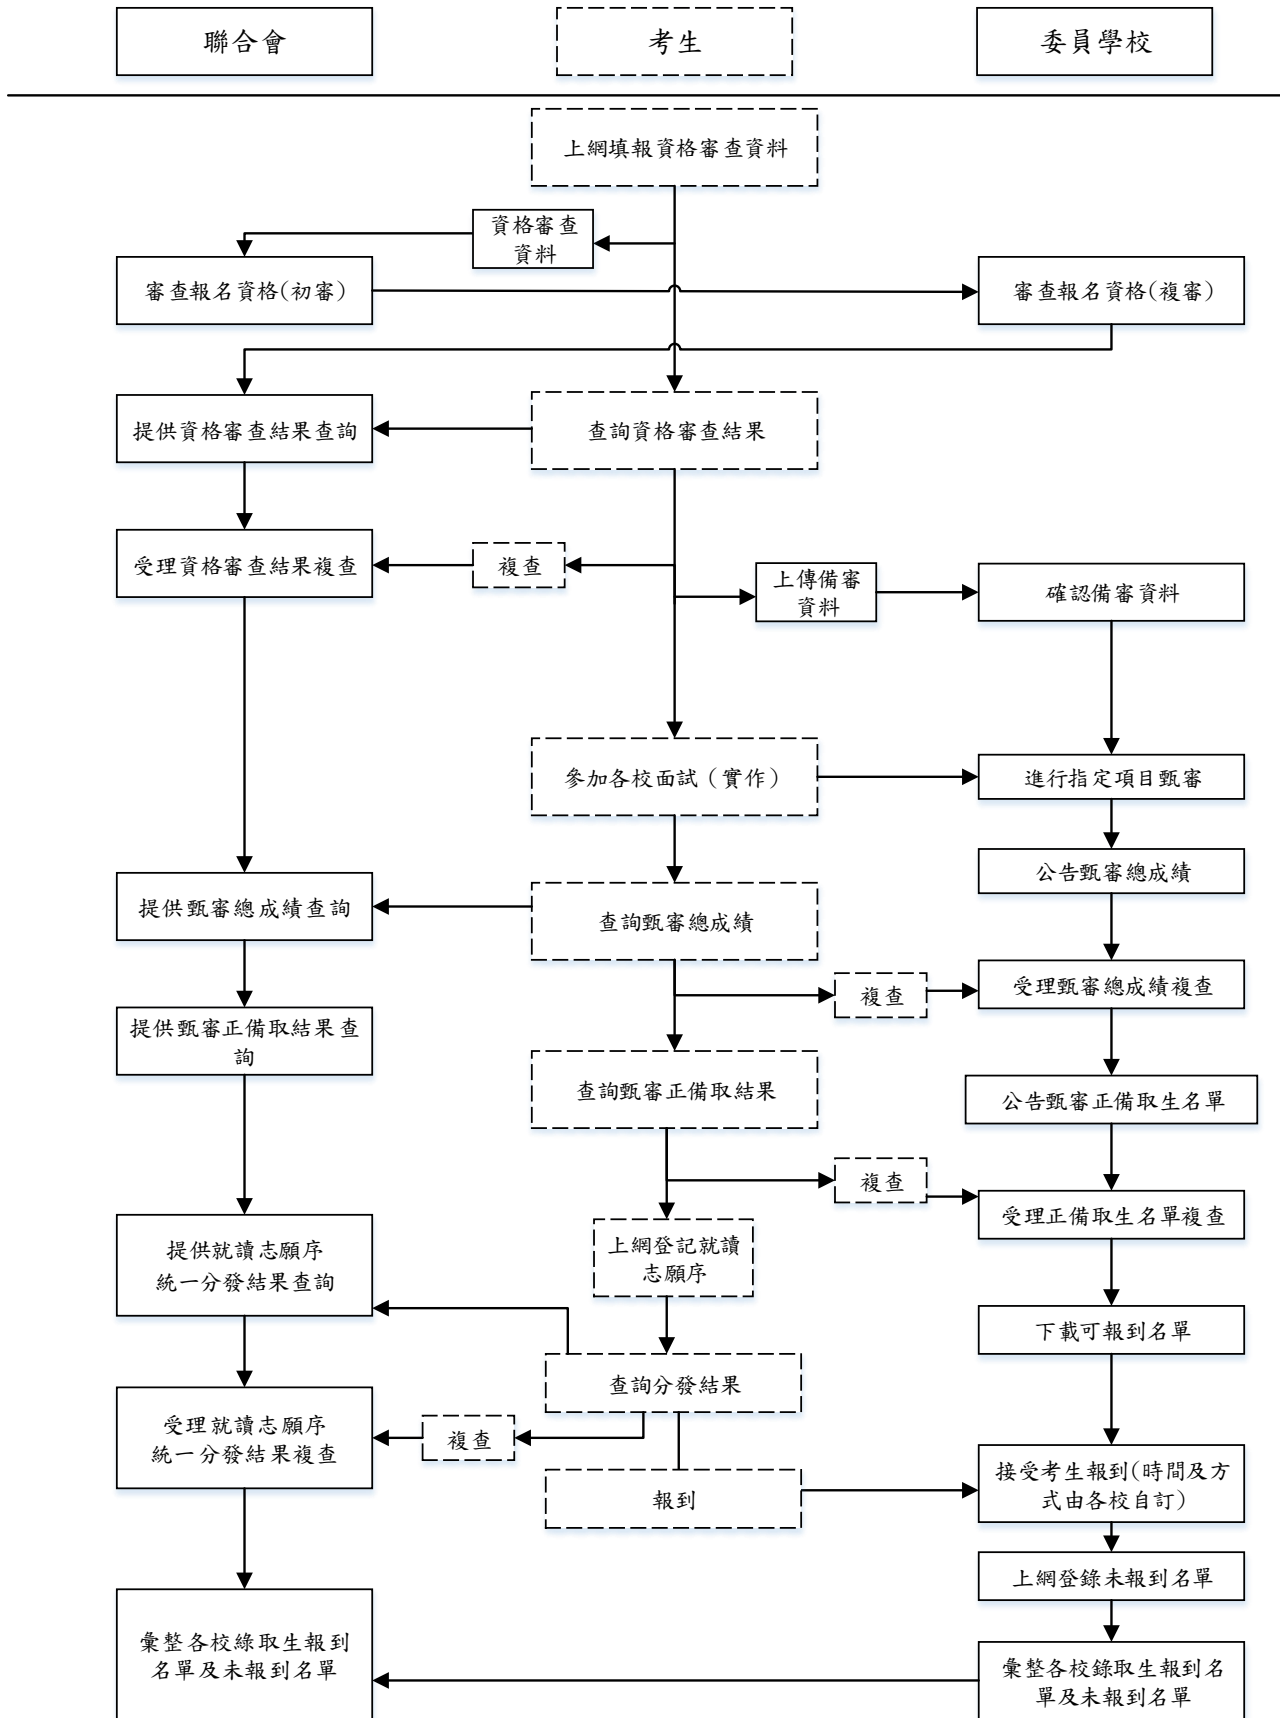 聯合會
考生
委員學校
上網填報資格審查資料
資格審查
資料
審查報名資格(初審)
審查報名資格(複審)
提供資格審查結果查詢
查詢資格審查結果
受理資格審查結果複查
複查
上傳備審
資料
確認備審資料
參加各校面試（實作）
進行指定項目甄審
公告甄審總成績
提供甄審總成績查詢
查詢甄審總成績
複查
受理甄審總成績複查
提供甄審正備取結果查
詢
查詢甄審正備取結果
公告甄審正備取生名單
複查
受理正備取生名單複查
上網登記就讀
志願序
提供就讀志願序
統一分發結果查詢
下載可報到名單
查詢分發結果
受理就讀志願序
統一分發結果複查
複查
接受考生報到(時間及方
式由各校自訂)
報到
上網登錄未報到名單
彙整各校綠取生報到
名單及未報到名單
彙整各校錄取生報到名
單及未報到名單